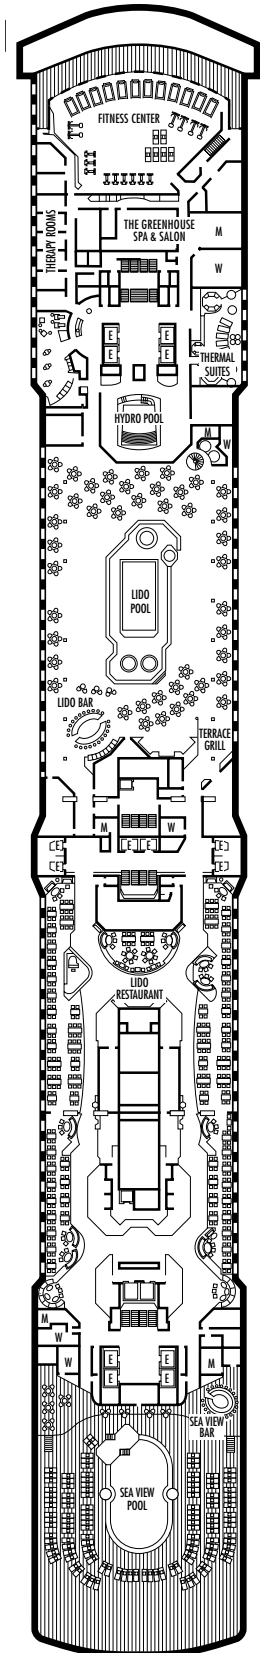 FITNESS CENTER
THERAPY ROOMS
THE GREENHOUSE
SPA & SALON
M
W
E E
E E
THERMAL
SUITES
HYDRO POOL
M
W
LIDO
POOL
LIDO BAR
TERRACE
GRILL
M
W
E E
E E
E E
LIDO
RESTAURANT
M
W
W
E E
E E
M
SEA VIEW
BAR
SEA VIEW
POOL